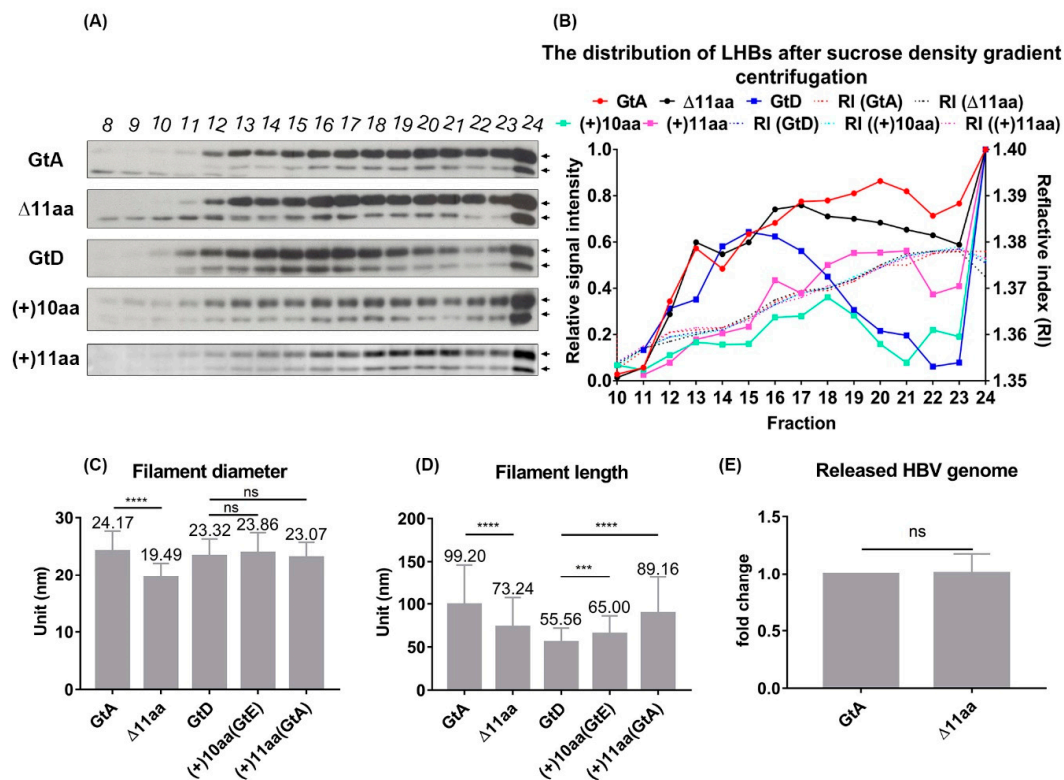 (A)
8 9 10 11 12 13 14 15 16 17 18 19 20 21 22 23 24
GtA
Δ11aa
GtD
(+)10aa
(+)11aa
(B)
The distribution of LHBs after sucrose density gradient
centrifugation
GtA Δ11aa GtD RI (GtA) RI (Δ11aa)
(+)10aa (+)11aa RI (GtD) RI ((+)10aa) RI ((+)11aa)
Relative signal intensity
1.0
0.8
0.6
0.4
0.2
0.0
Reflactive index (RI)
1.40
1.39
1.38
1.37
1.36
1.35
10 11 12 13 14 15 16 17 18 19 20 21 22 23 24
Fraction
(C)
Filament diameter
Unit (nm)
30
20
10
0
****
ns
ns
24.17
19.49
23.32
23.86
23.07
GtA
Δ11aa
GtD
(+)10aa(GtE)
(+)11aa(GtA)
(D)
Filament length
Unit (nm)
200
150
100
50
0
****
****
***
99.20
73.24
55.56
65.00
89.16
GtA
Δ11aa
GtD
(+)10aa(GtE)
(+)11aa(GtA)
(E)
Released HBV genome
fold change
1.5
1.0
0.5
0.0
ns
GtA
Δ11aa